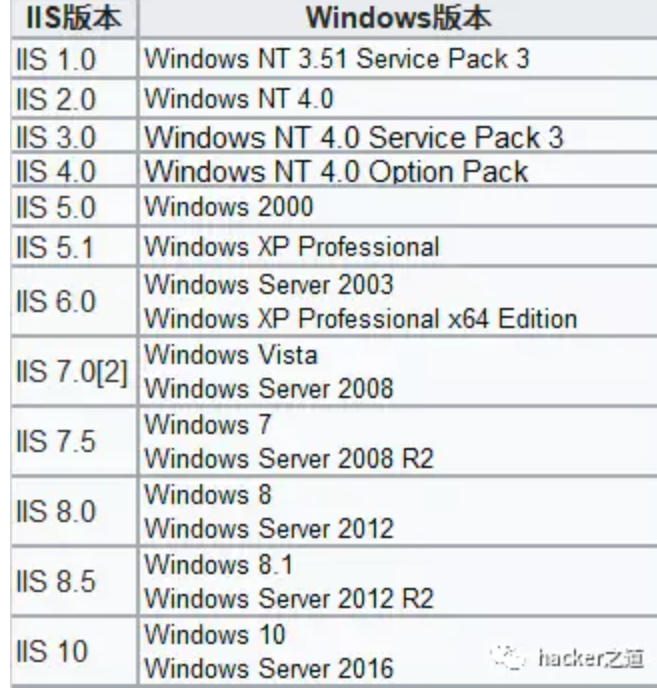 IIS版本 Windows版本
IIS 1.0 Windows NT 3.51 Service Pack 3
IIS 2.0 Windows NT 4.0
IIS 3.0 Windows NT 4.0 Service Pack 3
IIS 4.0 Windows NT 4.0 Option Pack
IIS 5.0 Windows 2000
IIS 5.1 Windows XP Professional
IIS 6.0 Windows Server 2003
Windows XP Professional x64 Edition
IIS 7.0[2] Windows Vista
Windows Server 2008
IIS 7.5 Windows 7
Windows Server 2008 R2
IIS 8.0 Windows 8
Windows Server 2012
IIS 8.5 Windows 8.1
Windows Server 2012 R2
IIS 10 Windows 10
Windows Server 2016
hacker之道